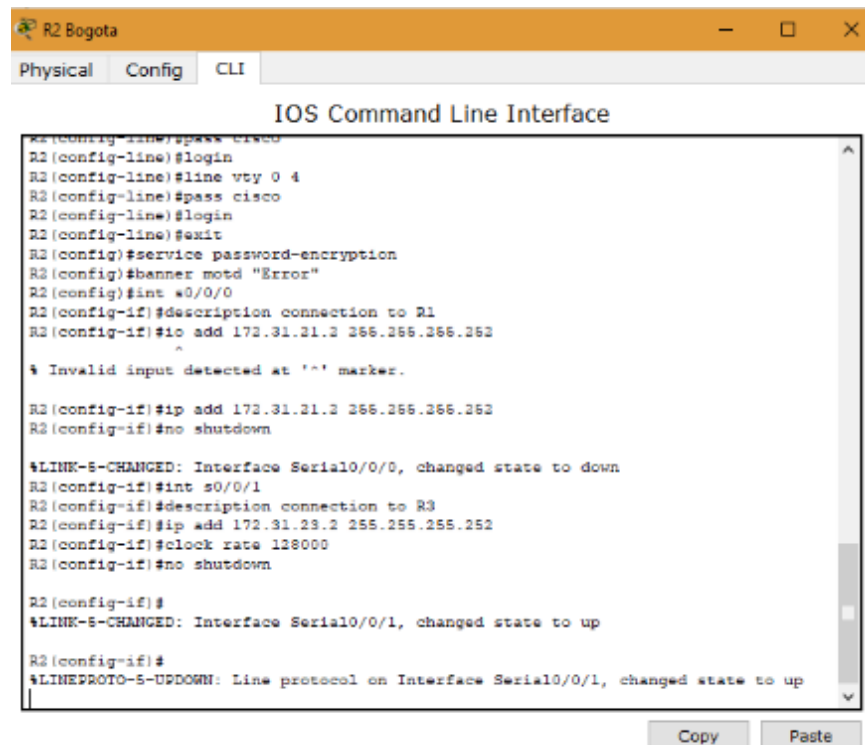 R2 Bogota
Physical Config CLI
IOS Command Line Interface
R2(config-line)#pass cisco
R2(config-line)#login
R2(config-line)#line vty 0 4
R2(config-line)#pass cisco
R2(config-line)#login
R2(config-line)#exit
R2(config)#service password-encryption
R2(config)#banner motd "Error"
R2(config)#int s0/0/0
R2(config-if)#description connection to R1
R2(config-if)#io add 172.31.21.2 255.255.255.252
^
% Invalid input detected at '^' marker.
R2(config-if)#ip add 172.31.21.2 255.255.255.252
R2(config-if)#no shutdown
%LINK-5-CHANGED: Interface Serial0/0/0, changed state to down
R2(config-if)#int s0/0/1
R2(config-if)#description connection to R3
R2(config-if)#ip add 172.31.23.2 255.255.255.252
R2(config-if)#clock rate 128000
R2(config-if)#no shutdown
R2(config-if)#
%LINK-5-CHANGED: Interface Serial0/0/1, changed state to up
R2(config-if)#
%LINEPROTO-5-UPDOWN: Line protocol on Interface Serial0/0/1, changed state to up
Copy Paste